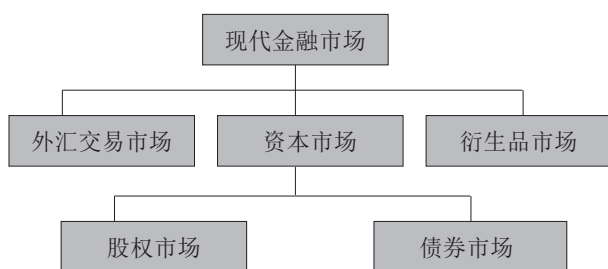 现代金融市场
外汇交易市场
资本市场
衍生品市场
股权市场
债券市场